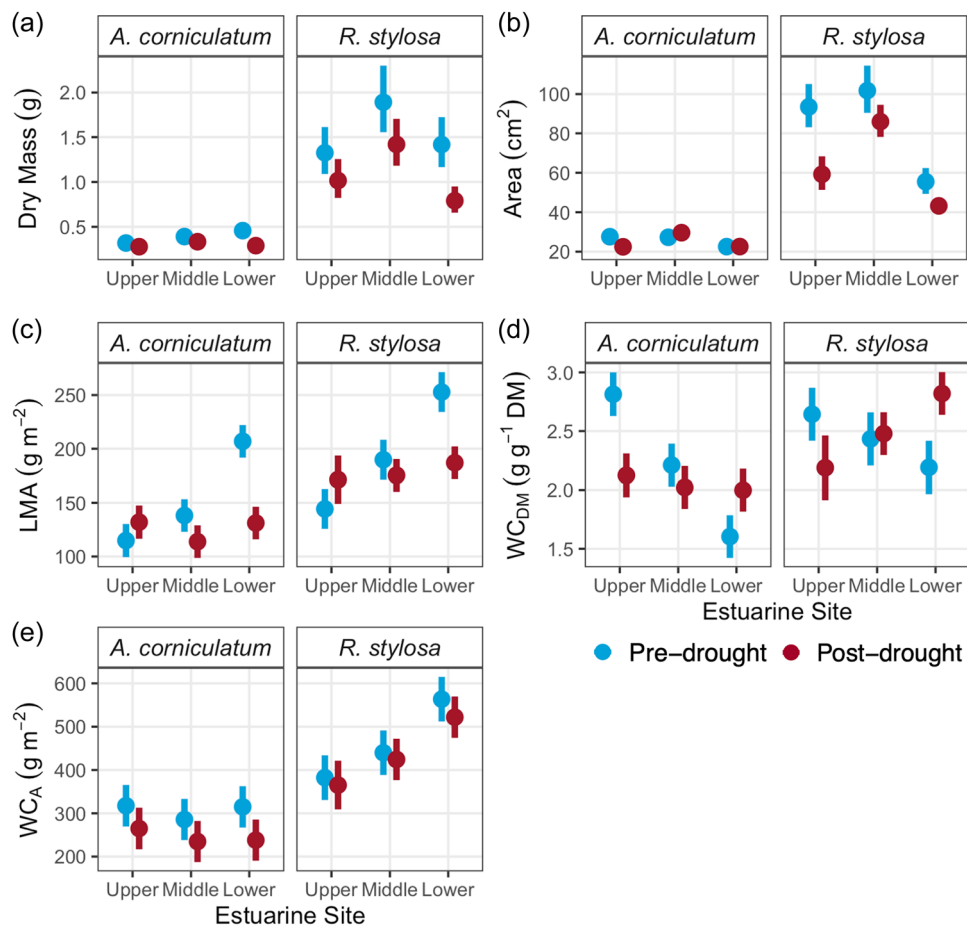 (a)
A. corniculatum
R. stylosa
Dry Mass (g)
2.0
1.5
1.0
0.5
Upper Middle Lower
Upper Middle Lower
(b)
A. corniculatum
R. stylosa
Area (cm²)
100
80
60
40
20
Upper Middle Lower
Upper Middle Lower
(c)
A. corniculatum
R. stylosa
LMA (g m⁻²)
250
200
150
100
Upper Middle Lower
Upper Middle Lower
(d)
A. corniculatum
R. stylosa
WC_DM (g g⁻¹ DM)
3.0
2.5
2.0
1.5
Upper Middle Lower
Upper Middle Lower
Estuarine Site
Pre–drought
Post–drought
(e)
A. corniculatum
R. stylosa
WC_A (g m⁻²)
600
500
400
300
200
Upper Middle Lower
Upper Middle Lower
Estuarine Site